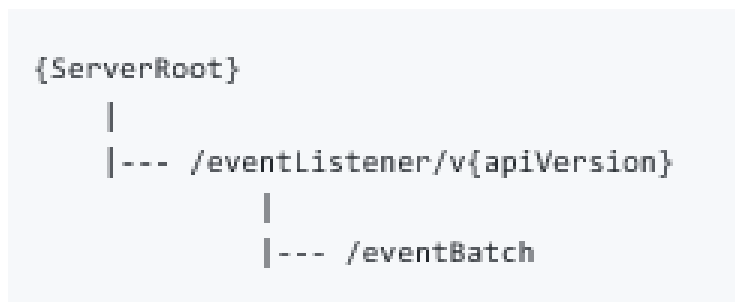 {ServerRoot}
|
|--- /eventListener/v{apiVersion}
|
|--- /eventBatch